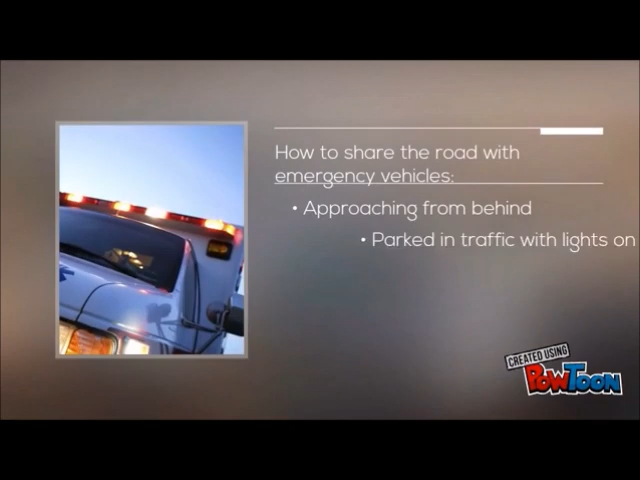 How to share the road with
emergency vehicles:
• Approaching from behind
• Parked in traffic with lights on
CREATED USING
POWTOON